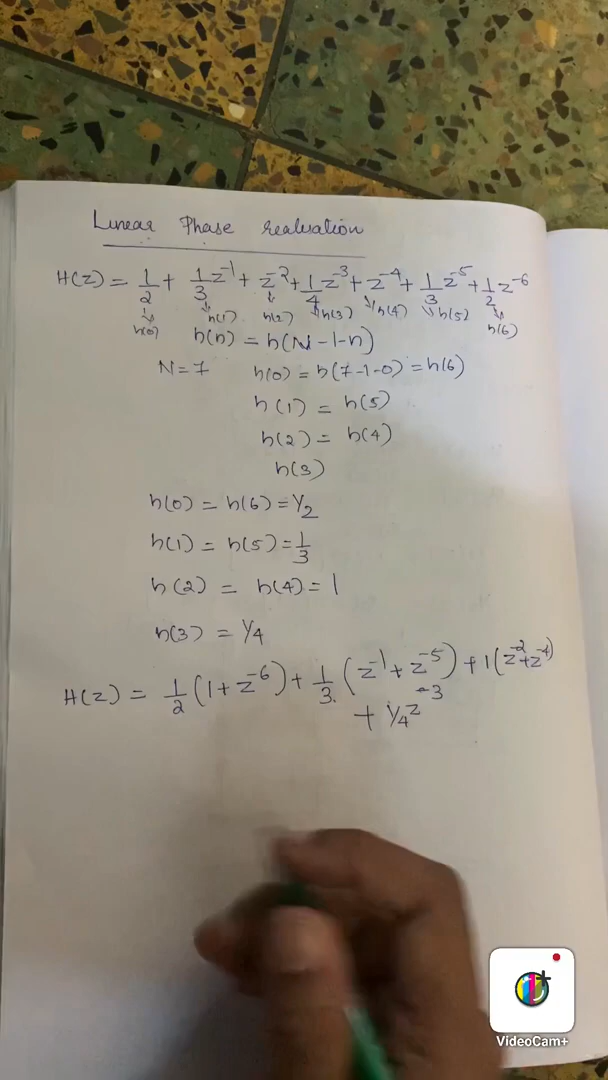 Linear Phase realisation
H(z) = 1/2 + 1/3 z⁻¹ + z⁻² + 1/4 z⁻³ + z⁻⁴ + 1/3 z⁻⁵ + 1/2 z⁻⁶
h(0) h(1) h(2) h(3) h(4) h(5) h(6)
h(n) = h(N-1-n)
N=7 h(0) = h(7-1-0) = h(6)
h(1) = h(5)
h(2) = h(4)
h(3)
h(0) = h(6) = 1/2
h(1) = h(5) = 1/3
h(2) = h(4) = 1
h(3) = 1/4
H(z) = 1/2 (1+z⁻⁶) + 1/3 (z⁻¹ + z⁻⁵) + 1(z⁻²+z⁻⁴)
+ 1/4 z⁻³
VideoCam+